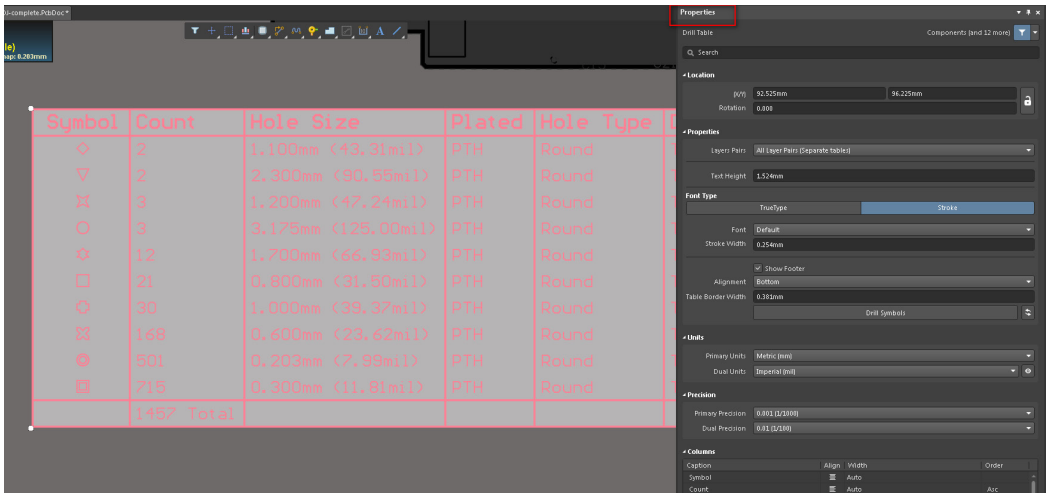 DJ-complete.PcbDoc *
Properties
Drill Table
Components (and 12 more)
Search
Location
(X/Y) 92.525mm 96.225mm
Rotation 0.000
Properties
Layers Pairs All Layer Pairs (Separate tables)
Text Height 1.524mm
Font Type
TrueType Stroke
Font Default
Stroke Width 0.254mm
Show Footer
Alignment Bottom
Table Border Width 0.381mm
Drill Symbols
Units
Primary Units Metric (mm)
Dual Units Imperial (mil)
Precision
Primary Precision 0.001 (1/1000)
Dual Precision 0.01 (1/100)
Columns
Caption Align Width Order
Symbol Auto
Count Auto Asc
Symbol Count Hole Size Plated Hole Type
2 1.100mm (43.31mil) PTH Round
2 2.300mm (90.55mil) PTH Round
3 1.200mm (47.24mil) PTH Round
3 3.175mm (125.00mil) PTH Round
12 1.700mm (66.93mil) PTH Round
21 0.800mm (31.50mil) PTH Round
30 1.000mm (39.37mil) PTH Round
168 0.600mm (23.62mil) PTH Round
501 0.203mm (7.99mil) PTH Round
715 0.300mm (11.81mil) PTH Round
1457 Total